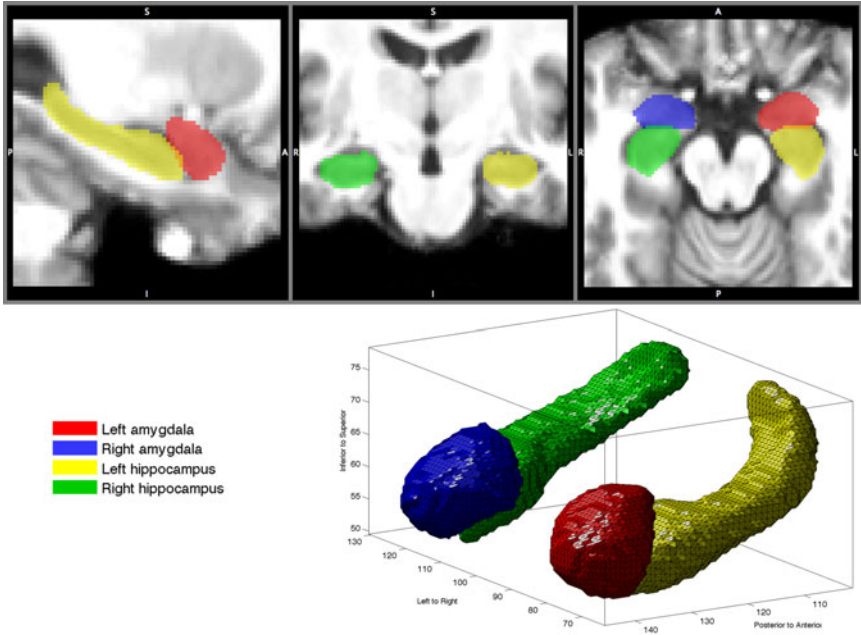 S
S
A
P
A
R
L
R
L
I
I
P
Left amygdala
Right amygdala
Left hippocampus
Right hippocampus
Inferior to Superior
75
70
65
60
55
50
130
120
110
100
90
80
70
Left to Right
140
130
120
110
Posterior to Anterior